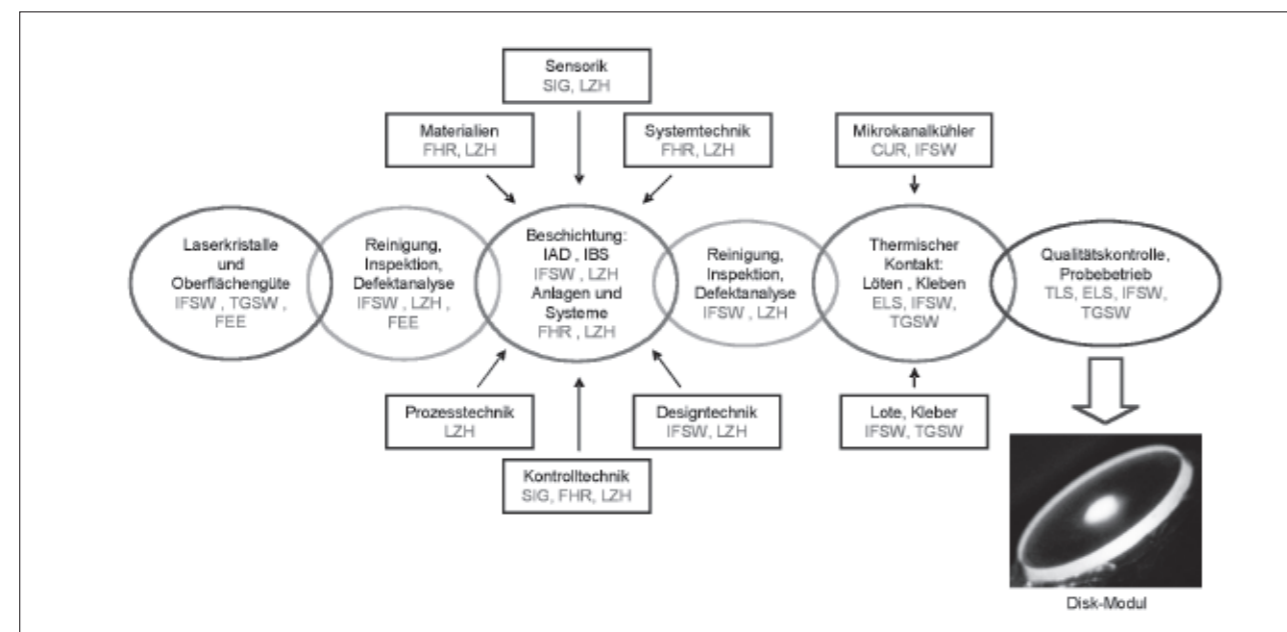 Sensorik
SIG, LZH
Materialien
FHR, LZH
Systemtechnik
FHR, LZH
Mikrokanalkühler
CUR, IFSW
Laserkristalle
und
Oberflächengüte
IFSW , TGSW ,
FEE
Reinigung,
Inspektion,
Defektanalyse
IFSW , LZH ,
FEE
Beschichtung:
IAD , IBS
IFSW , LZH
Anlagen und
Systeme
FHR , LZH
Reinigung,
Inspektion,
Defektanalyse
IFSW , LZH
Thermischer
Kontakt:
Löten , Kleben
ELS, IFSW,
TGSW
Qualitätskontrolle,
Probebetrieb
TLS, ELS, IFSW,
TGSW
Prozesstechnik
LZH
Designtechnik
IFSW, LZH
Lote, Kleber
IFSW, TGSW
Kontrolltechnik
SIG, FHR, LZH
Disk-Modul